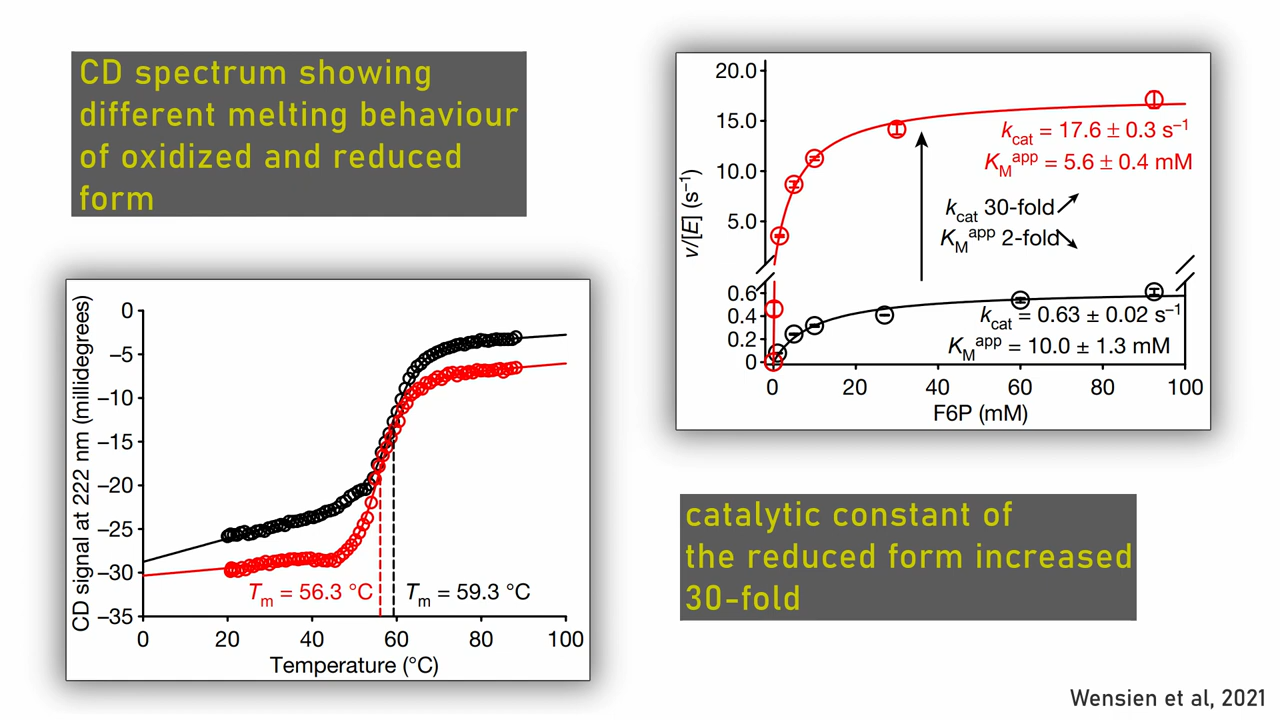 CD spectrum showing
different melting behaviour
of oxidized and reduced
form
CD signal at 222 nm (millidegrees)
0
–5
–10
–15
–20
–25
–30
–35
Tm = 56.3 °C
Tm = 59.3 °C
0 20 40 60 80 100
Temperature (°C)
v/[E] (s–1)
20.0
15.0
10.0
5.0
0.6
0.4
0.2
0
kcat = 17.6 ± 0.3 s–1
KMapp = 5.6 ± 0.4 mM
kcat 30-fold
KMapp 2-fold
kcat = 0.63 ± 0.02 s–1
KMapp = 10.0 ± 1.3 mM
0 20 40 60 80 100
F6P (mM)
catalytic constant of
the reduced form increased
30-fold
Wensien et al, 2021